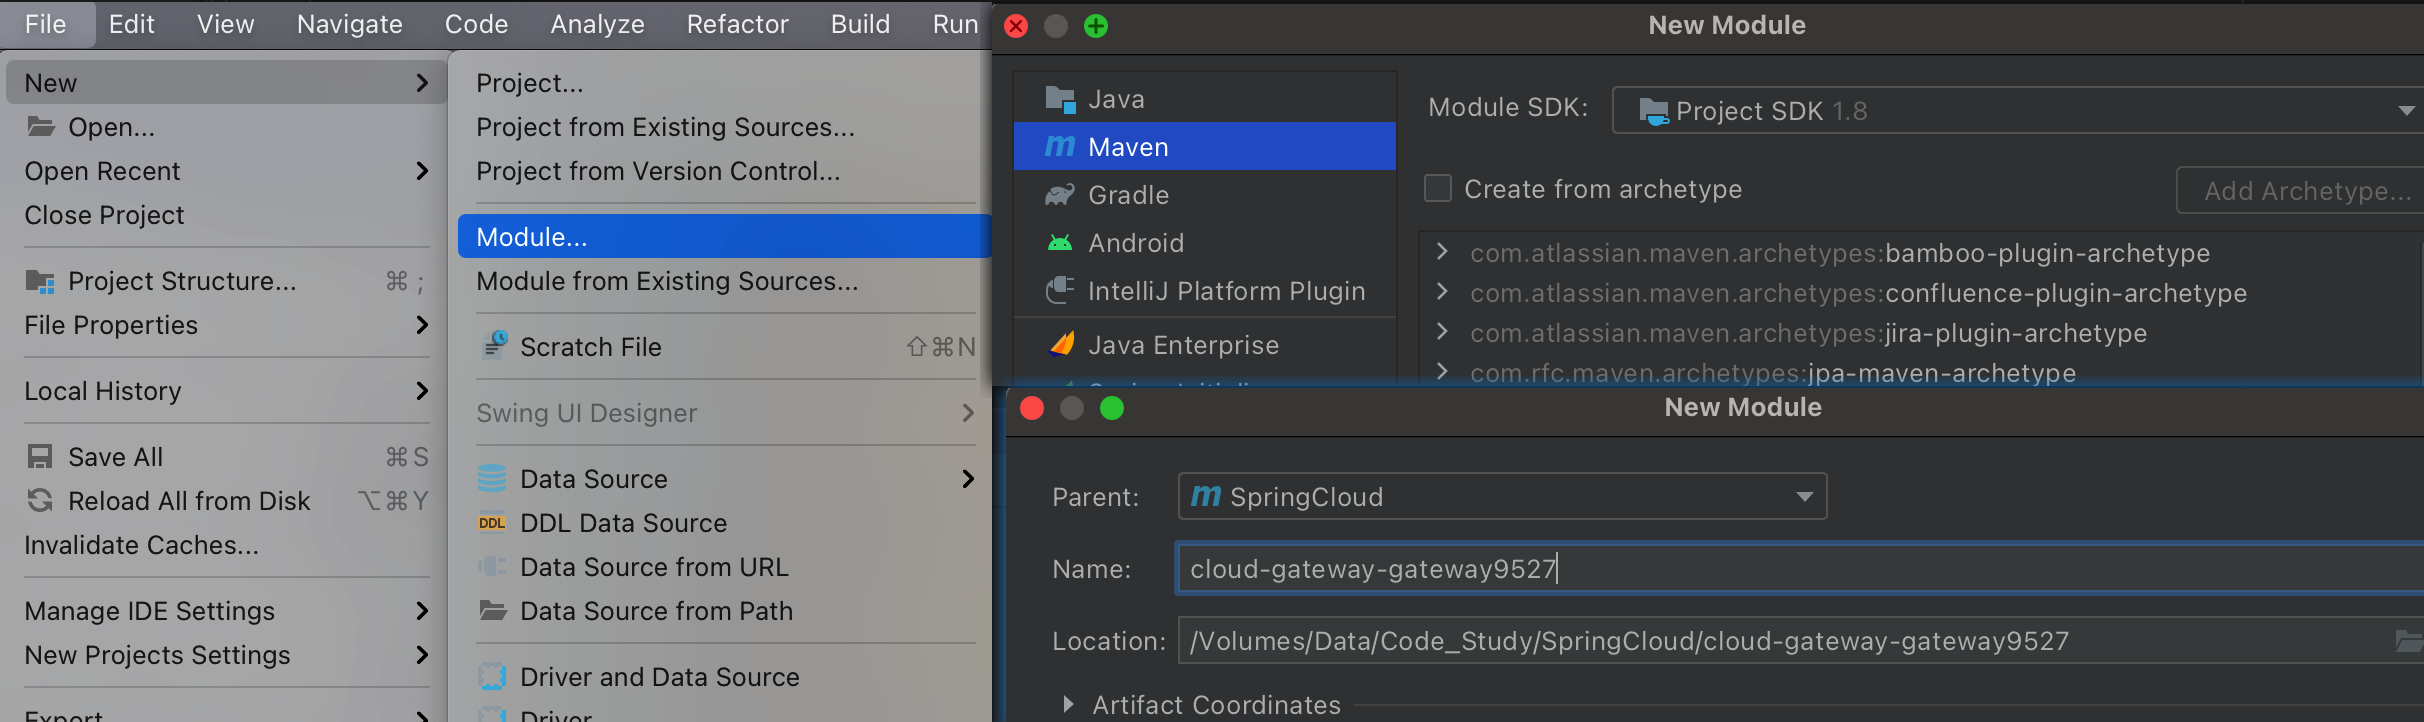 File Edit View Navigate Code Analyze Refactor Build Run
New
Open...
Open Recent
Close Project
Project Structure... ⌘ ;
File Properties
Local History
Save All ⌘S
Reload All from Disk ⌥⌘Y
Invalidate Caches...
Manage IDE Settings
New Projects Settings
Export
Project...
Project from Existing Sources...
Project from Version Control...
Module...
Module from Existing Sources...
Scratch File ⇧⌘N
Swing UI Designer
Data Source
DDL DDL Data Source
Data Source from URL
Data Source from Path
Driver and Data Source
Driver
New Module
Java
m Maven
Gradle
Android
IntelliJ Platform Plugin
Java Enterprise
Module SDK: Project SDK 1.8
Create from archetype
Add Archetype...
com.atlassian.maven.archetypes:bamboo-plugin-archetype
com.atlassian.maven.archetypes:confluence-plugin-archetype
com.atlassian.maven.archetypes:jira-plugin-archetype
com.rfc.maven.archetypes:jpa-maven-archetype
New Module
Parent: m SpringCloud
Name: cloud-gateway-gateway9527
Location: /Volumes/Data/Code_Study/SpringCloud/cloud-gateway-gateway9527
Artifact Coordinates